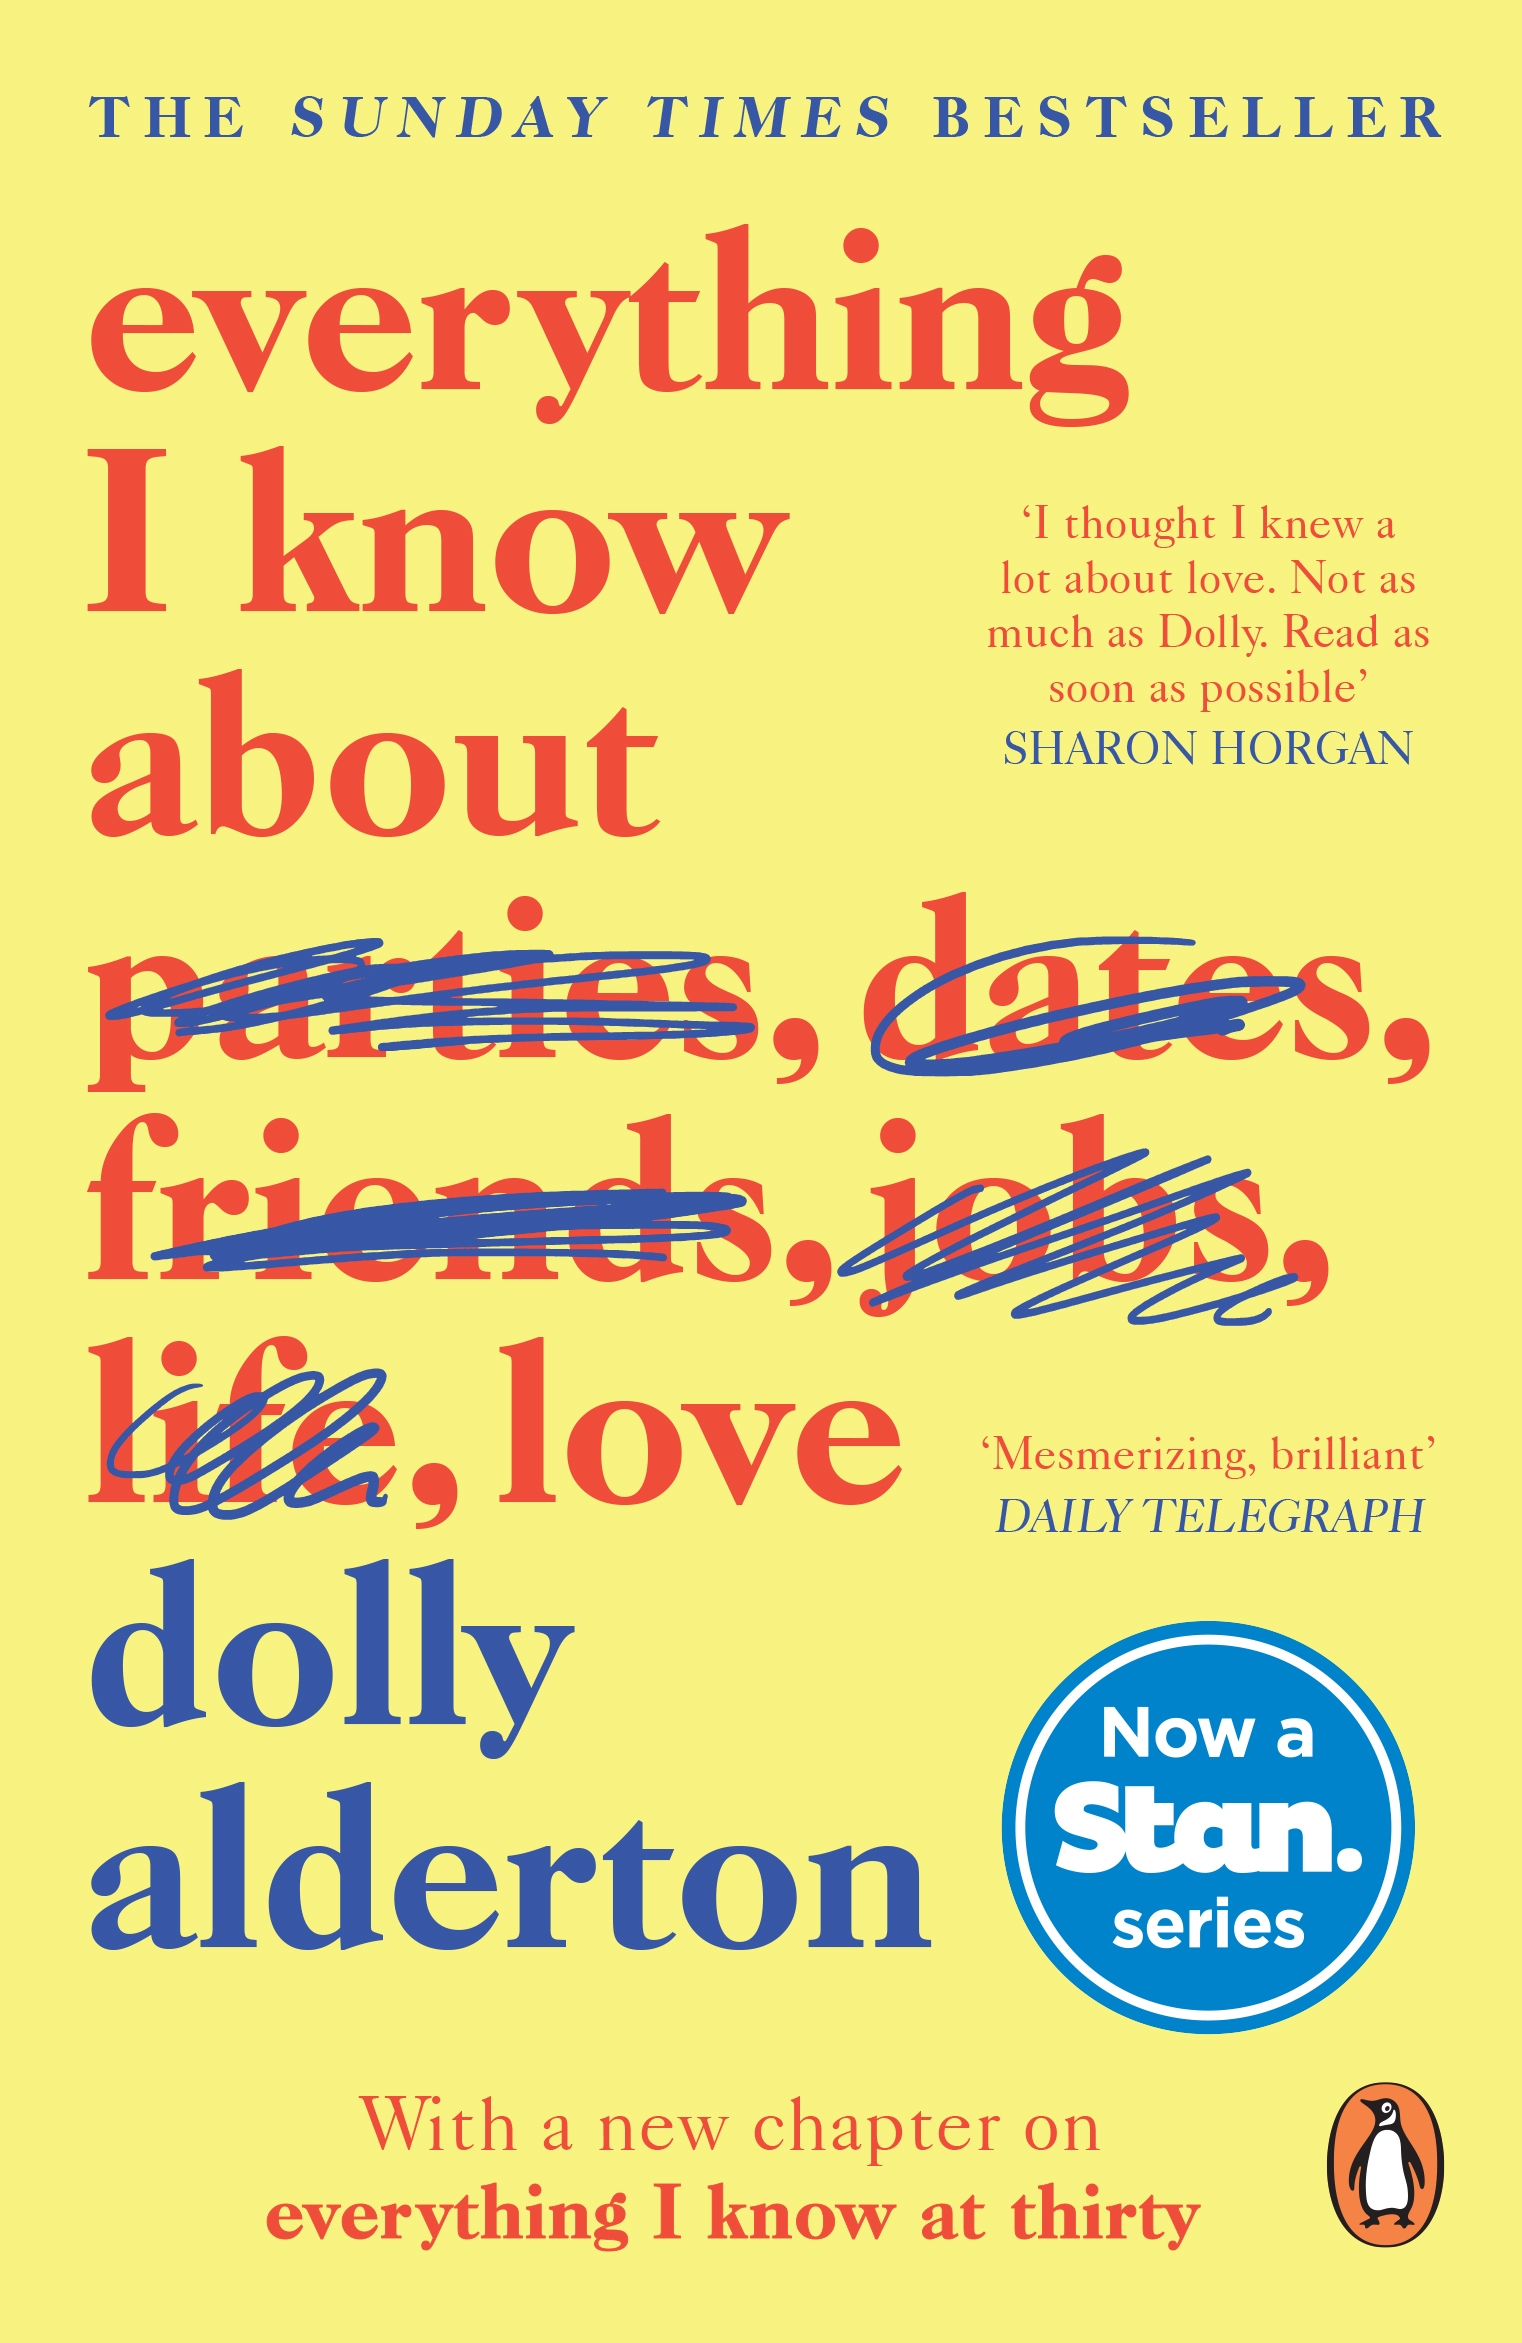 THE SUNDAY TIMES BESTSELLER
everything
I know
about
‘I thought I knew a
lot about love. Not as
much as Dolly. Read as
soon as possible’
SHARON HORGAN
parties, dates,
friends, jobs,
life, love
‘Mesmerizing, brilliant’
DAILY TELEGRAPH
dolly
alderton
Now a
Stan.
series
With a new chapter on
everything I know at thirty